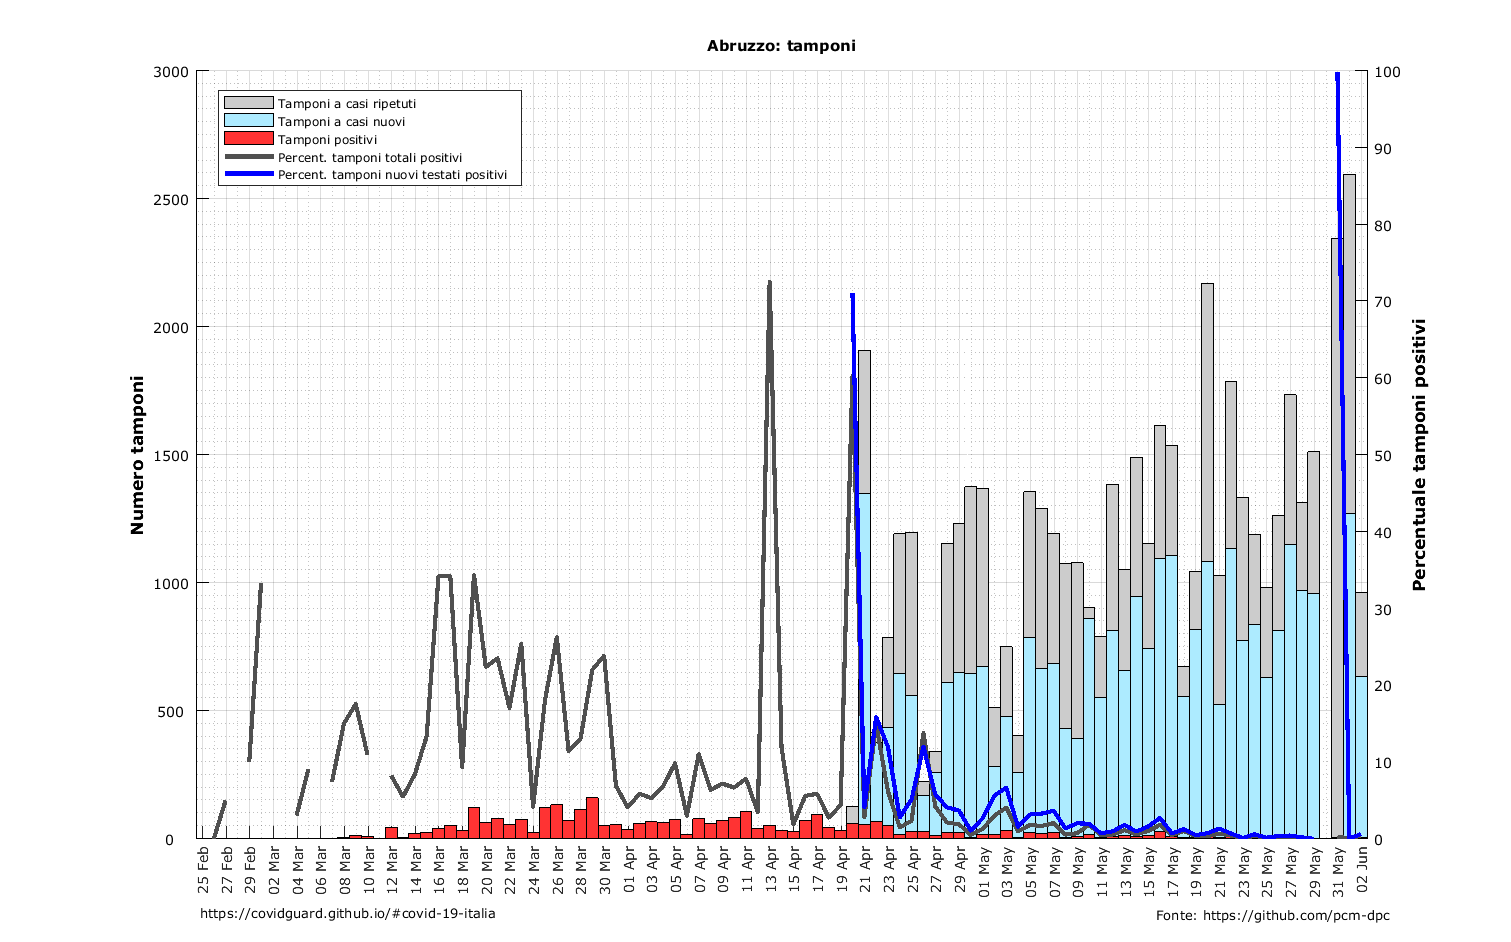 Abruzzo: tamponi
3000
2500
2000
1500
1000
500
0
Numero tamponi
Tamponi a casi ripetuti
Tamponi a casi nuovi
Tamponi positivi
Percent. tamponi totali positivi
Percent. tamponi nuovi testati positivi
100
90
80
70
60
50
40
30
20
10
0
Percentuale tamponi positivi
25 Feb
27 Feb
29 Feb
02 Mar
04 Mar
06 Mar
08 Mar
10 Mar
12 Mar
14 Mar
16 Mar
18 Mar
20 Mar
22 Mar
24 Mar
26 Mar
28 Mar
30 Mar
01 Apr
03 Apr
05 Apr
07 Apr
09 Apr
11 Apr
13 Apr
15 Apr
17 Apr
19 Apr
21 Apr
23 Apr
25 Apr
27 Apr
29 Apr
01 May
03 May
05 May
07 May
09 May
11 May
13 May
15 May
17 May
19 May
21 May
23 May
25 May
27 May
29 May
31 May
02 Jun
https://covidguard.github.io/#covid-19-italia
Fonte: https://github.com/pcm-dpc